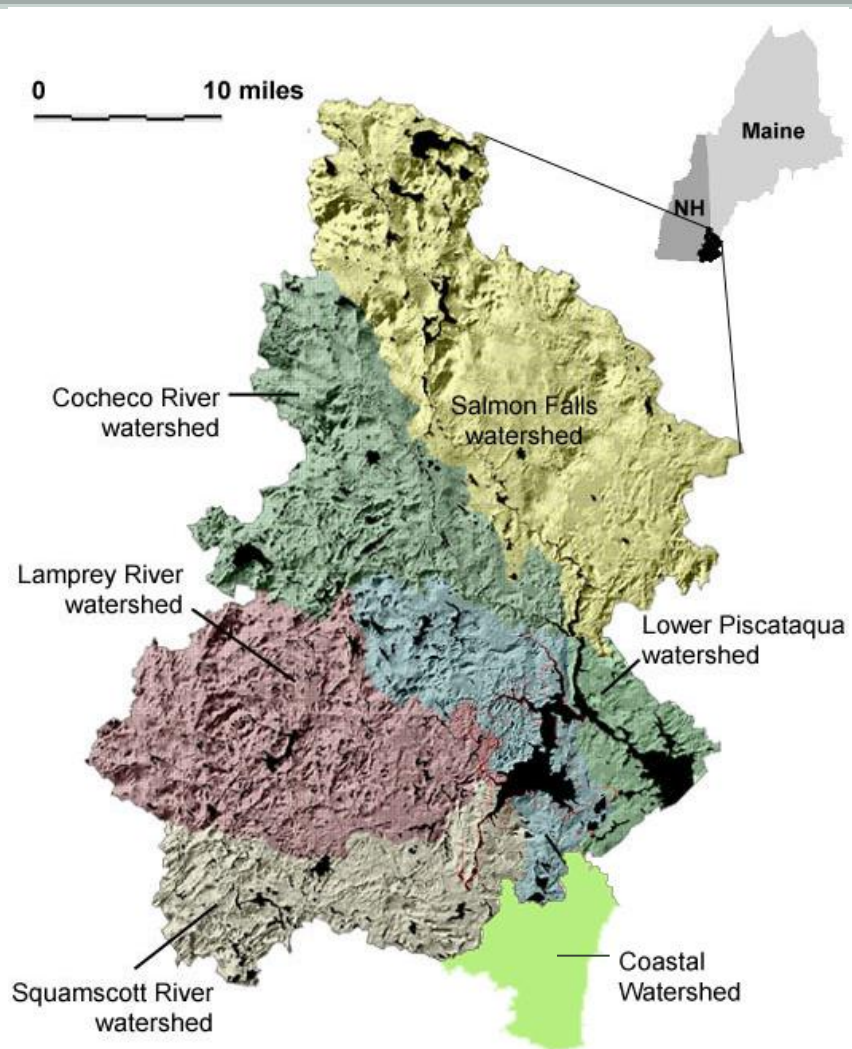 0 10 miles
Maine
NH
Cocheco River
watershed
Salmon Falls
watershed
Lamprey River
watershed
Lower Piscataqua
watershed
Squamscott River
watershed
Coastal
Watershed